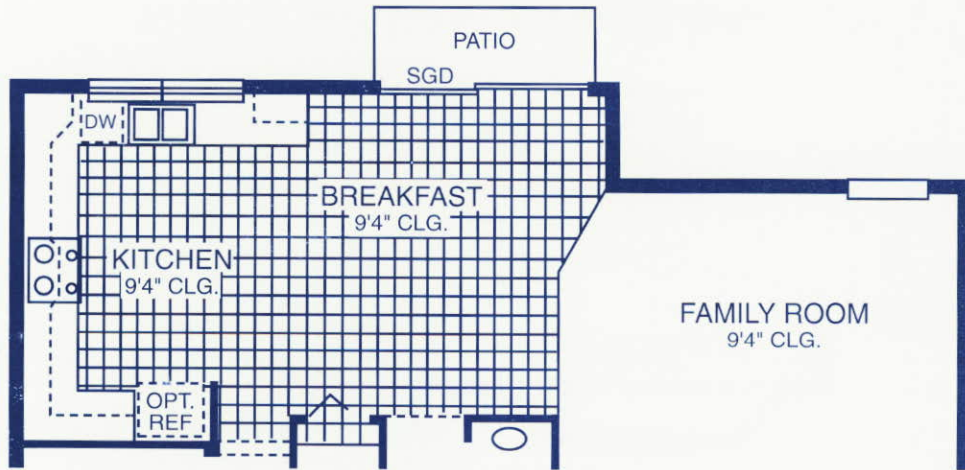 PATIO
SGD
DW
BREAKFAST
9'4" CLG.
KITCHEN
9'4" CLG.
FAMILY ROOM
9'4" CLG.
OPT.
REF